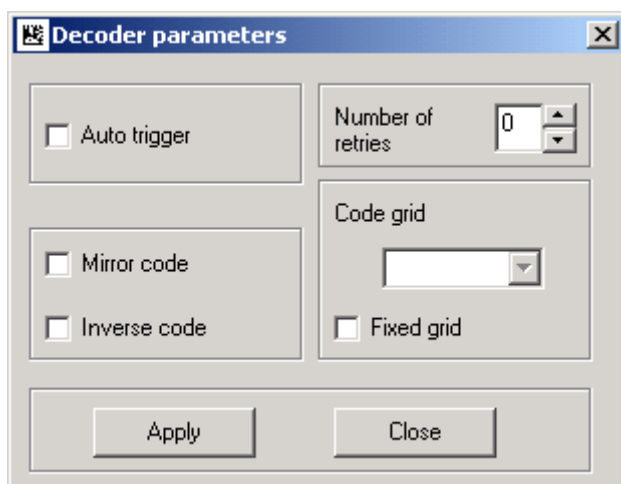 Decoder parameters
Auto trigger
Number of
retries
0
Code grid
Mirror code
Inverse code
Fixed grid
Apply
Close